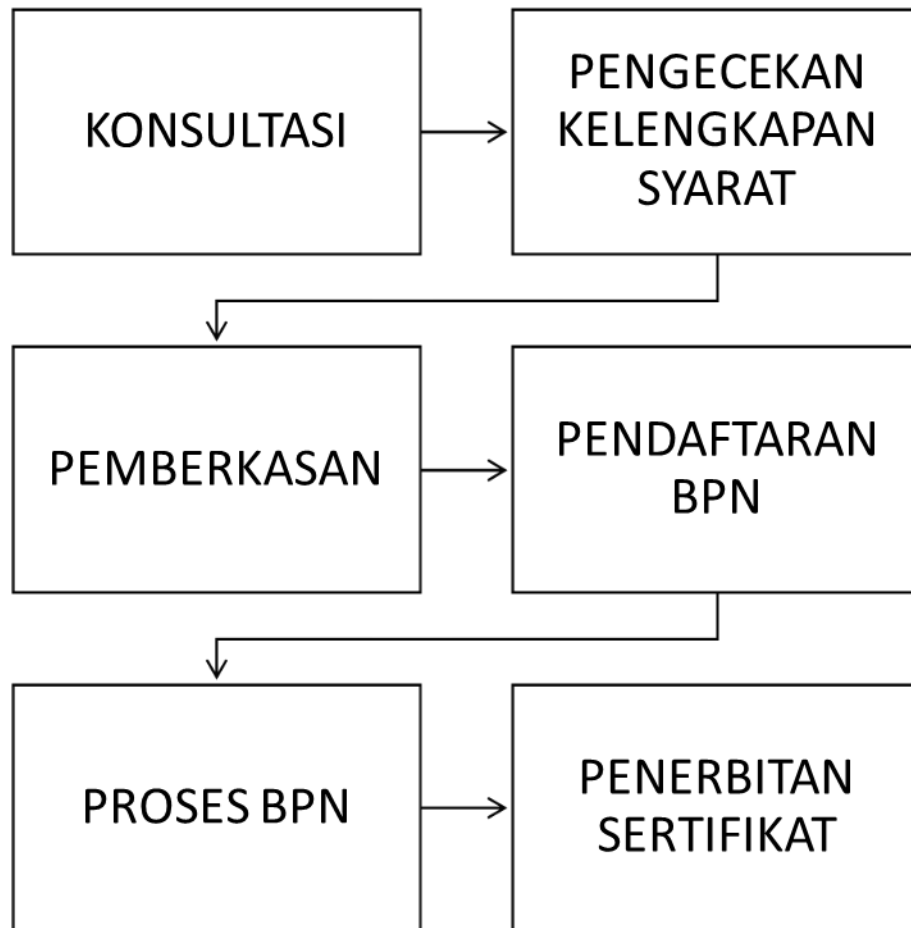 KONSULTASI
PENGECEKAN
KELENGKAPAN
SYARAT
PEMBERKASAN
PENDAFTARAN
BPN
PROSES BPN
PENERBITAN
SERTIFIKAT